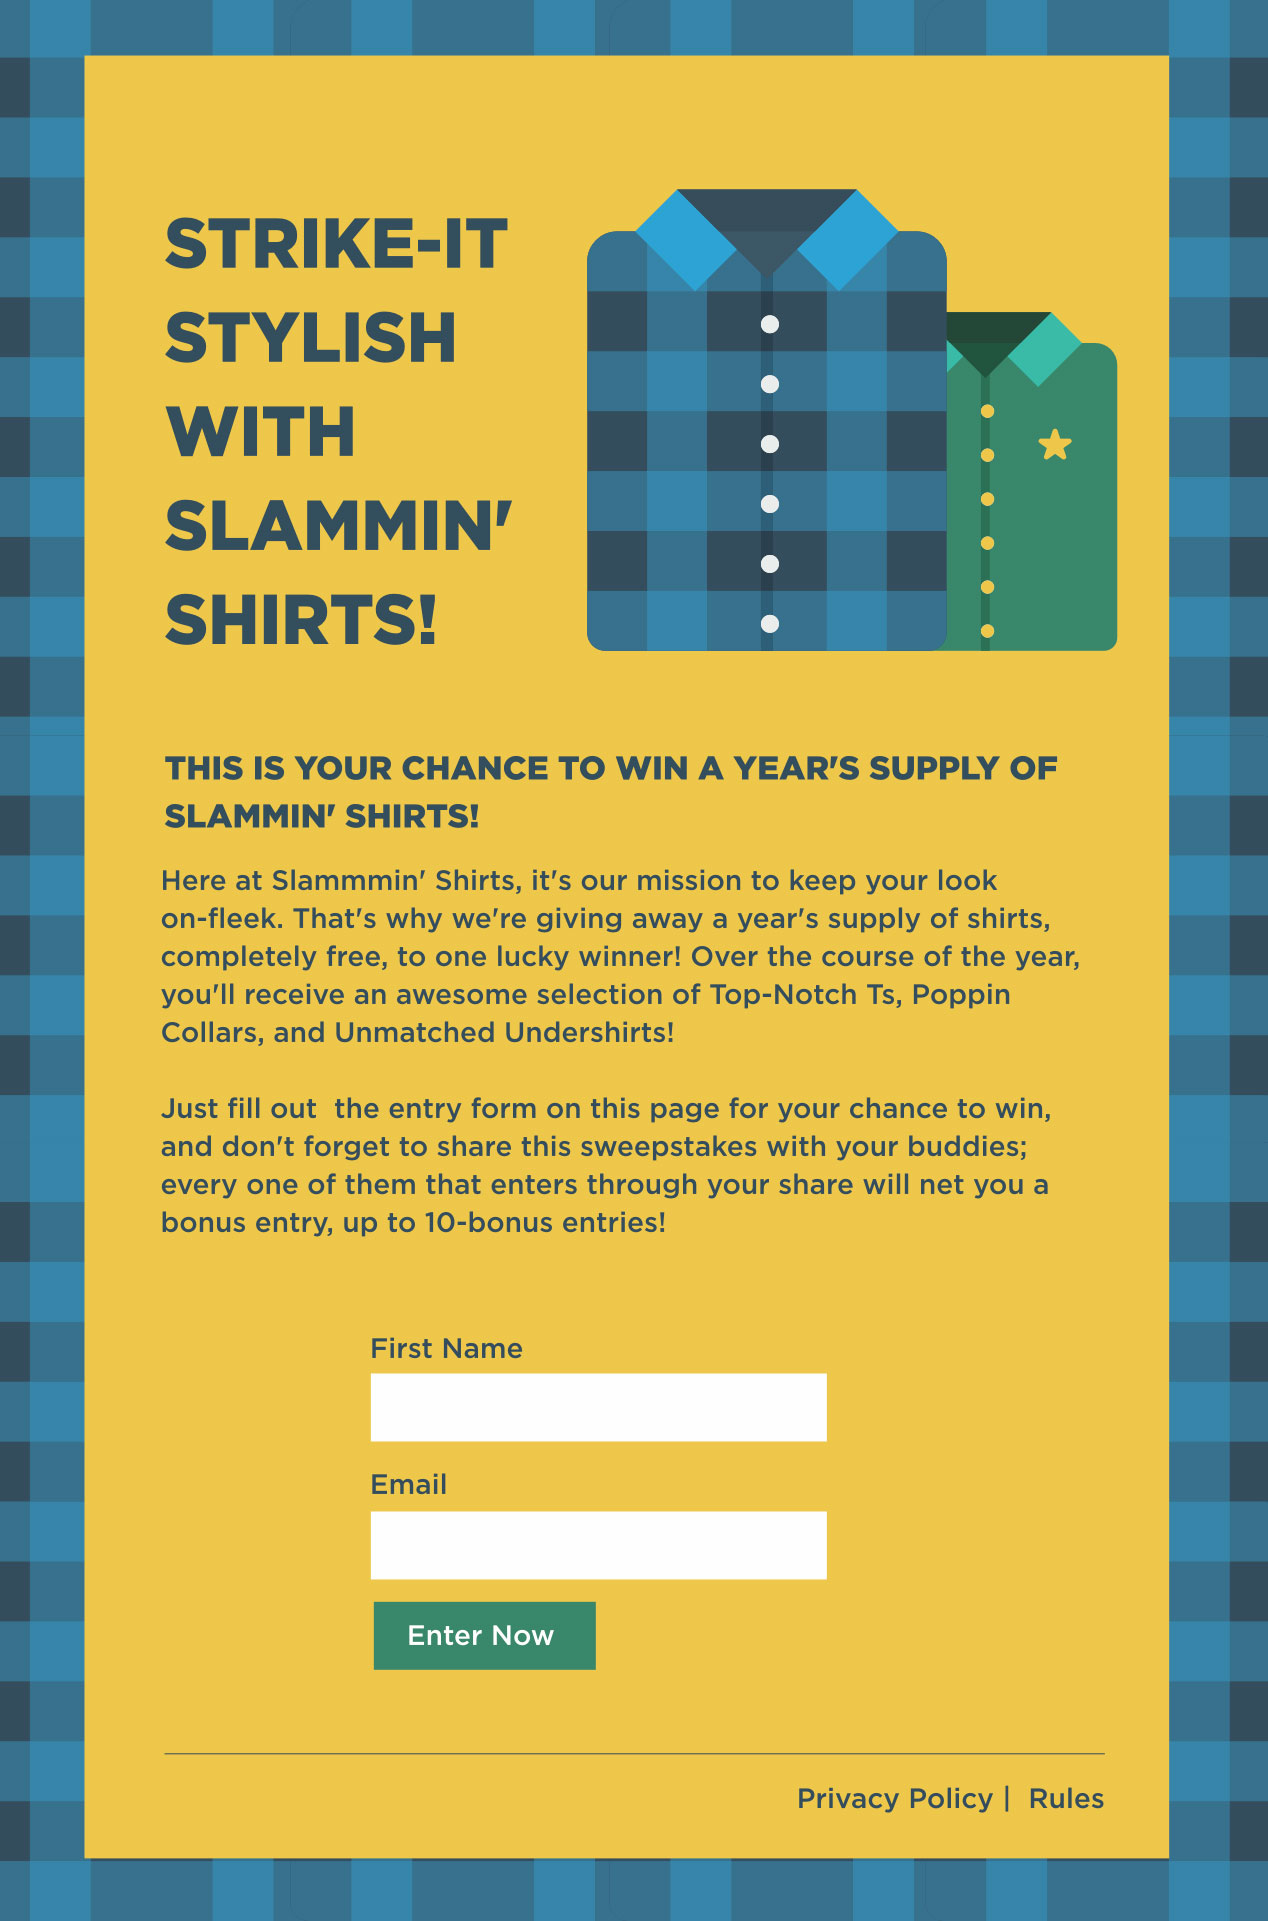 STRIKE-IT
STYLISH
WITH
SLAMMIN'
SHIRTS!
THIS IS YOUR CHANCE TO WIN A YEAR'S SUPPLY OF
SLAMMIN' SHIRTS!
Here at Slammmin' Shirts, it's our mission to keep your look
on-fleek. That's why we're giving away a year's supply of shirts,
completely free, to one lucky winner! Over the course of the year,
you'll receive an awesome selection of Top-Notch Ts, Poppin
Collars, and Unmatched Undershirts!
Just fill out  the entry form on this page for your chance to win,
and don't forget to share this sweepstakes with your buddies;
every one of them that enters through your share will net you a
bonus entry, up to 10-bonus entries!
First Name
Email
Enter Now
Privacy Policy |  Rules